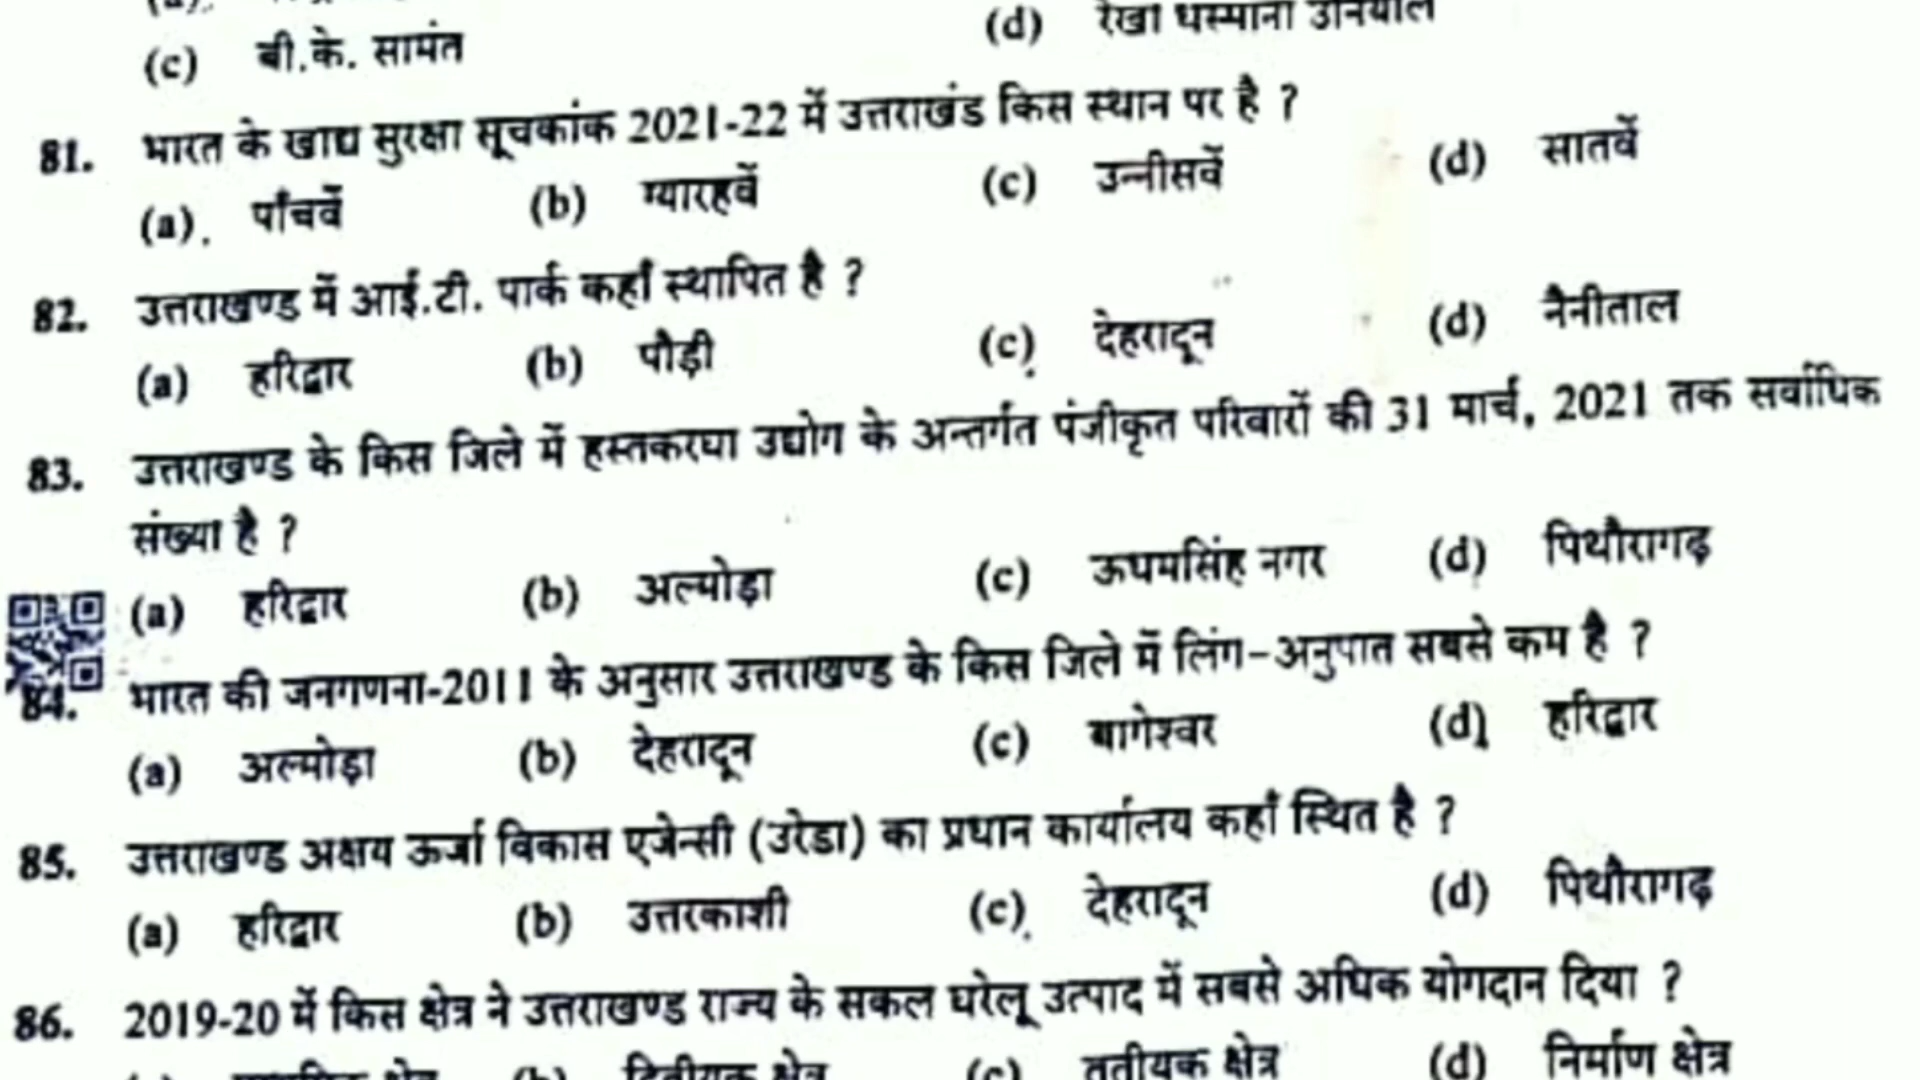 (c) बी.के. सामंत (d) रेखा धस्माना उनियाल
81. भारत के खाद्य सुरक्षा सूचकांक 2021-22 में उत्तराखंड किस स्थान पर है ?
(a). पाँचवें (b) ग्यारहवें (c) उन्नीसवें (d) सातवें
82. उत्तराखण्ड में आई.टी. पार्क कहाँ स्थापित है ?
(a) हरिद्वार (b) पौड़ी (c) देहरादून (d) नैनीताल
83. उत्तराखण्ड के किस जिले में हस्तकरघा उद्योग के अन्तर्गत पंजीकृत परिवारों की 31 मार्च, 2021 तक सर्वाधिक
संख्या है ?
(a) हरिद्वार (b) अल्मोड़ा (c) ऊधमसिंह नगर (d) पिथौरागढ़
84. भारत की जनगणना-2011 के अनुसार उत्तराखण्ड के किस जिले में लिंग-अनुपात सबसे कम है ?
(a) अल्मोड़ा (b) देहरादून (c) बागेश्वर (d) हरिद्वार
85. उत्तराखण्ड अक्षय ऊर्जा विकास एजेन्सी (उरेडा) का प्रधान कार्यालय कहाँ स्थित है ?
(a) हरिद्वार (b) उत्तरकाशी (c) देहरादून (d) पिथौरागढ़
86. 2019-20 में किस क्षेत्र ने उत्तराखण्ड राज्य के सकल घरेलू उत्पाद में सबसे अधिक योगदान दिया ?
(b) द्वितीयक क्षेत्र (c) तृतीयक क्षेत्र (d) निर्माण क्षेत्र